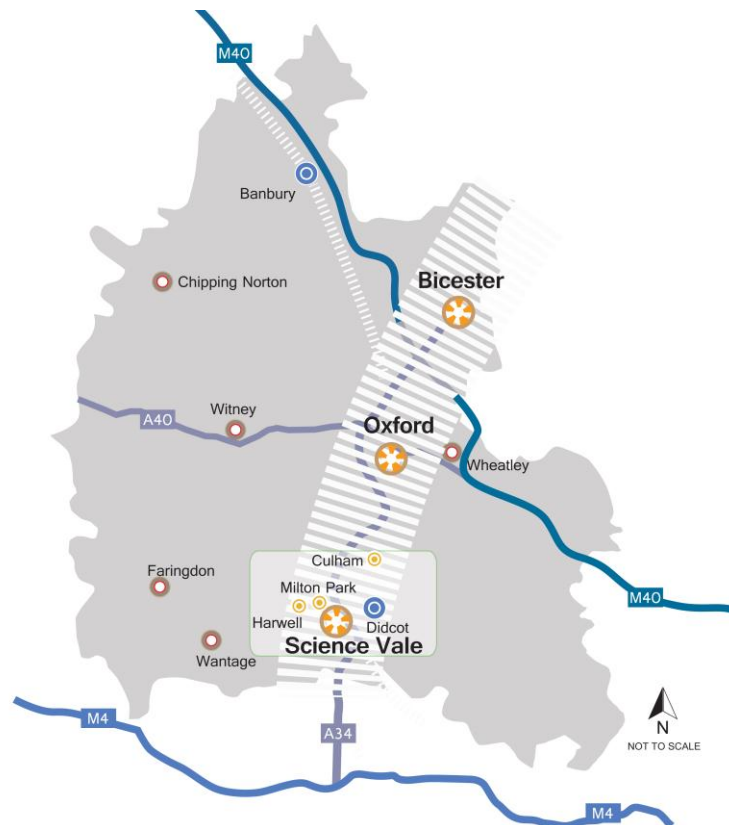 M40
Banbury
Bicester
Chipping Norton
A40
Witney
Oxford
Wheatley
Culham
Faringdon
Milton Park
Harwell
Didcot
Science Vale
Wantage
M40
M4
A34
N
NOT TO SCALE
M4